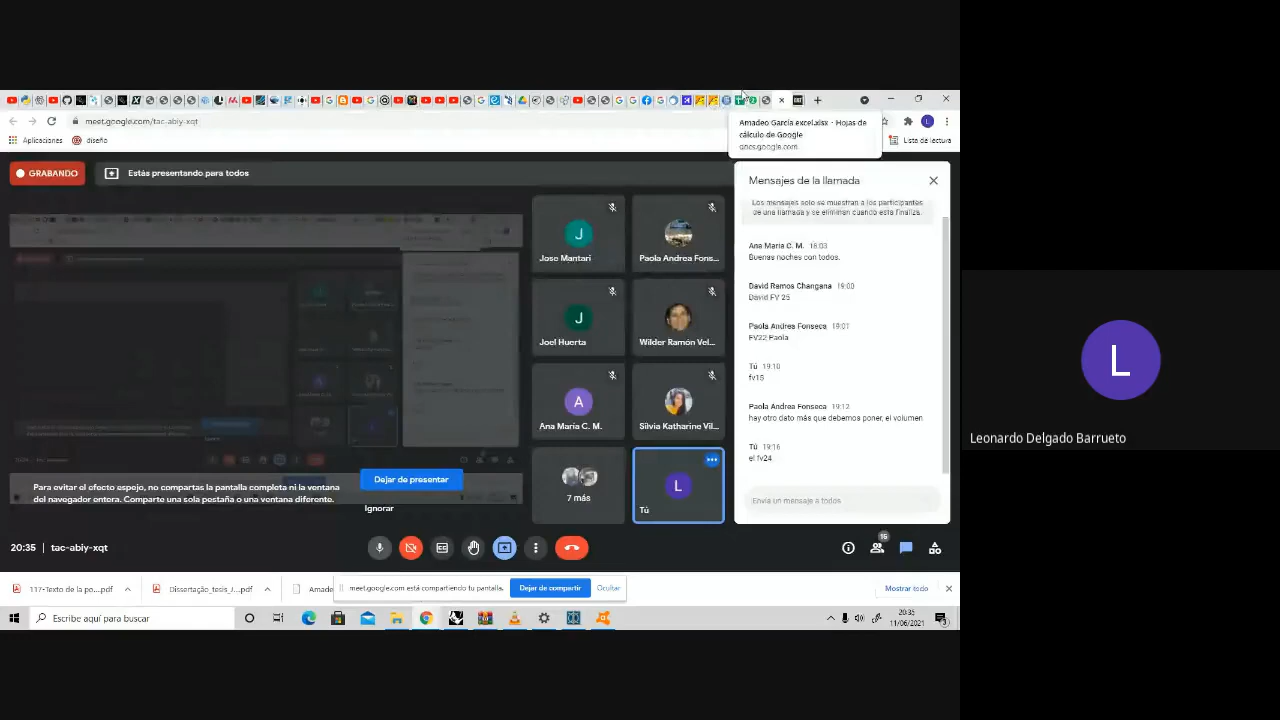 Amadeo García excel.xlsx - Hojas de
cálculo de Google
docs.google.com
meet.google.com/tac-abiy-xqt
Aplicaciones
diseño
Lista de lectura
GRABANDO
Estás presentando para todos
Jose Mantari
Paola Andrea Fons...
Joel Huerta
Wilder Ramón Vel...
Ana María C. M.
Silvia Katharine Vil...
7 más
Tú
Para evitar el efecto espejo, no compartas la pantalla completa ni la ventana
del navegador entera. Comparte una sola pestaña o una ventana diferente.
Dejar de presentar
Ignorar
Mensajes de la llamada
Los mensajes solo se muestran a los participantes
de una llamada y se eliminan cuando esta finaliza.
Ana María C. M. 18:03
Buenas noches con todos.
David Ramos Changana 19:00
David FV 25
Paola Andrea Fonseca 19:01
FV22 Paola
Tú 19:10
fv15
Paola Andrea Fonseca 19:12
hay otro dato más que debemos poner, el volumen
Tú 19:16
el fv24
Envía un mensaje a todos
20:35 | tac-abiy-xqt
15
117-Texto de la po....pdf
Dissertação_tesis_J....pdf
Amade
meet.google.com está compartiendo tu pantalla.
Dejar de compartir
Ocultar
Mostrar todo
Escribe aquí para buscar
20:35
11/06/2021
3
L
Leonardo Delgado Barrueto